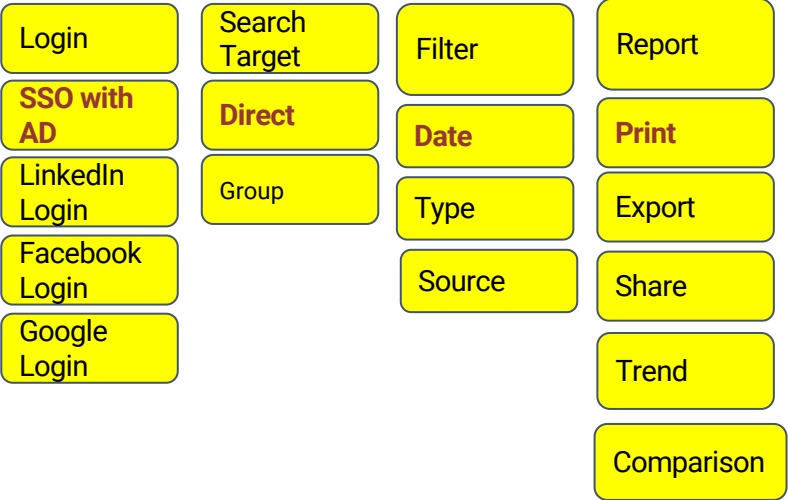 Login
SSO with
AD
LinkedIn
Login
Facebook
Login
Google
Login
Search
Target
Direct
Group
Filter
Date
Type
Source
Report
Print
Export
Share
Trend
Comparison